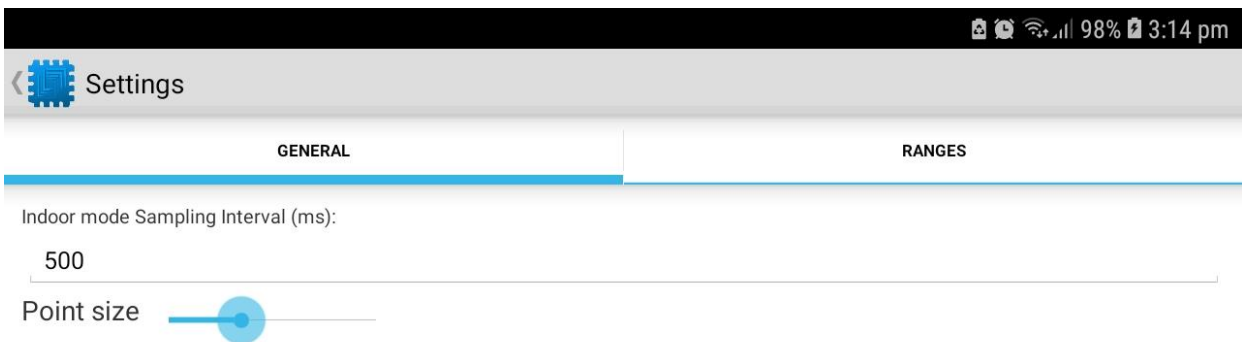 98% 3:14 pm
Settings
GENERAL RANGES
Indoor mode Sampling Interval (ms):
500
Point size